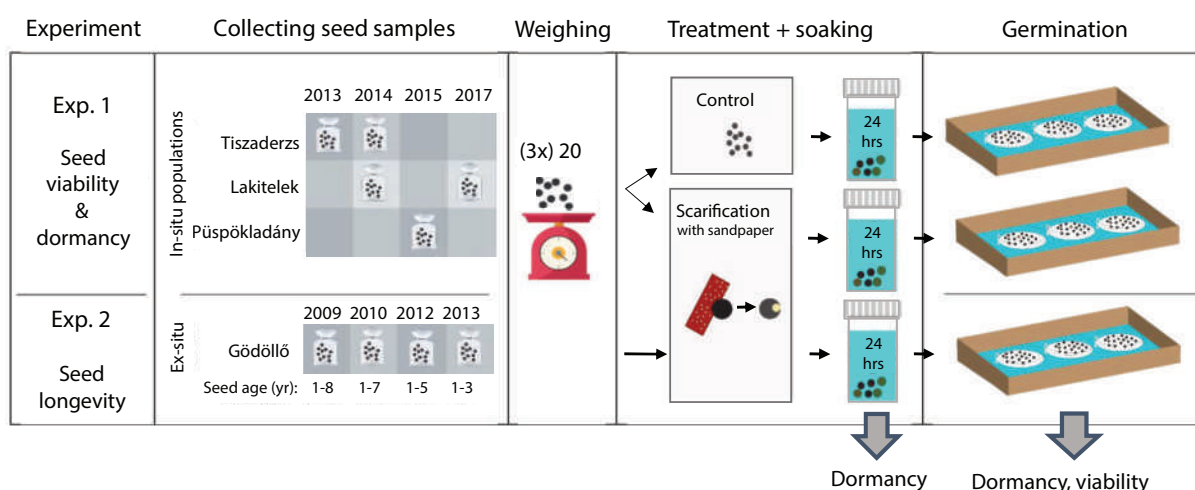 Experiment
Collecting seed samples
Weighing
Treatment + soaking
Germination
Exp. 1
Seed
viability
&
dormancy
In-situ populations
2013 2014 2015 2017
Tiszaderzs
Lakitelek
Püspökladány
(3x) 20
Control
24
hrs
Scarification
with sandpaper
24
hrs
Exp. 2
Seed
longevity
Ex-situ
2009 2010 2012 2013
Gödöllő
Seed age (yr): 1-8 1-7 1-5 1-3
24
hrs
Dormancy
Dormancy, viability